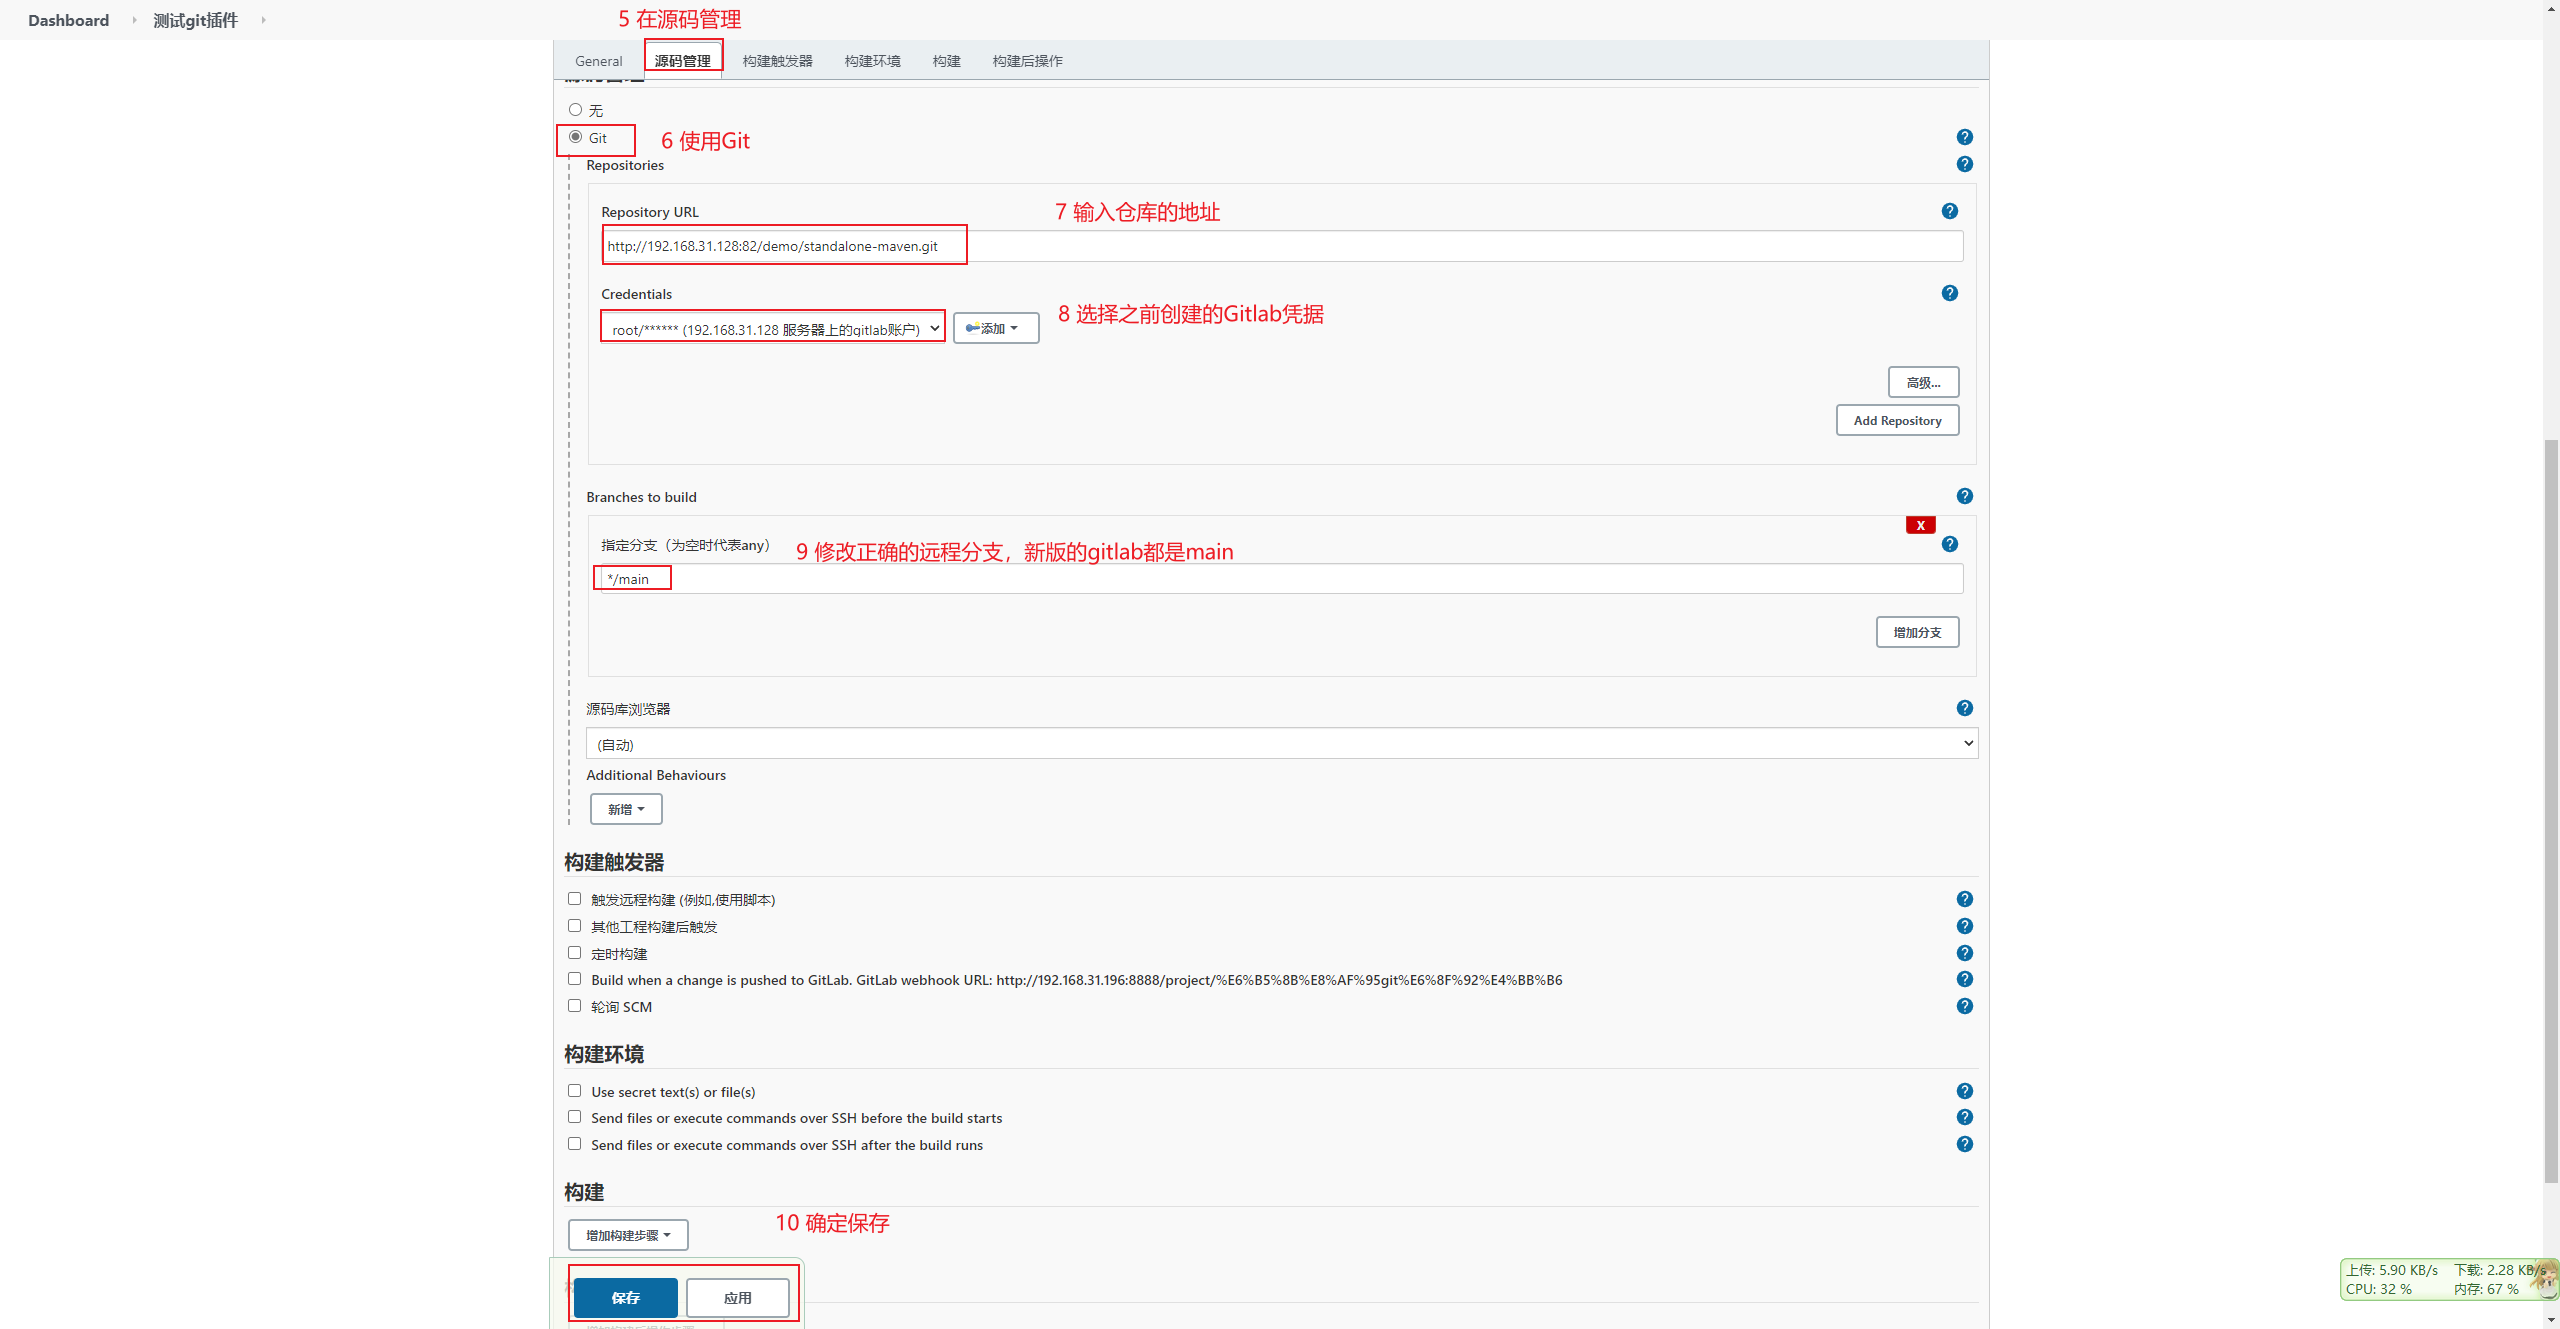 Dashboard 测试git插件
5 在源码管理
General 源码管理 构建触发器 构建环境 构建 构建后操作
源码管理
无
Git
6 使用Git
Repositories
Repository URL
7 输入仓库的地址
http://192.168.31.128:82/demo/standalone-maven.git
Credentials
root/****** (192.168.31.128 服务器上的gitlab账户)
添加
8 选择之前创建的Gitlab凭据
高级...
Add Repository
Branches to build
X
指定分支（为空时代表any）
9 修改正确的远程分支，新版的gitlab都是main
*/main
增加分支
源码库浏览器
(自动)
Additional Behaviours
新增
构建触发器
触发远程构建 (例如,使用脚本)
其他工程构建后触发
定时构建
Build when a change is pushed to GitLab. GitLab webhook URL: http://192.168.31.196:8888/project/%E6%B5%8B%E8%AF%95git%E6%8F%92%E4%BB%B6
轮询 SCM
构建环境
Use secret text(s) or file(s)
Send files or execute commands over SSH before the build starts
Send files or execute commands over SSH after the build runs
构建
10 确定保存
增加构建步骤
保存 应用
上传: 5.90 KB/s 下载: 2.28 KB/s
CPU: 32 % 内存: 67 %